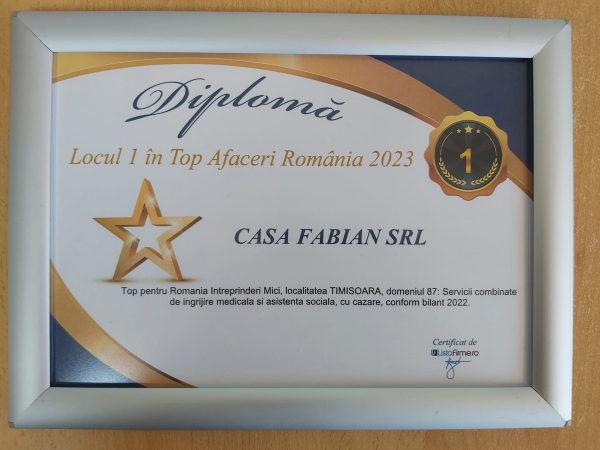 Diplomă
Locul 1 în Top Afaceri România 2023
1
CASA FABIAN SRL
Top pentru Romania Intreprinderi Mici, localitatea TIMISOARA, domeniul 87: Servicii combinate
de ingrijire medicala si asistenta sociala, cu cazare, conform bilant 2022.
Certificat de
ListaFirme.ro